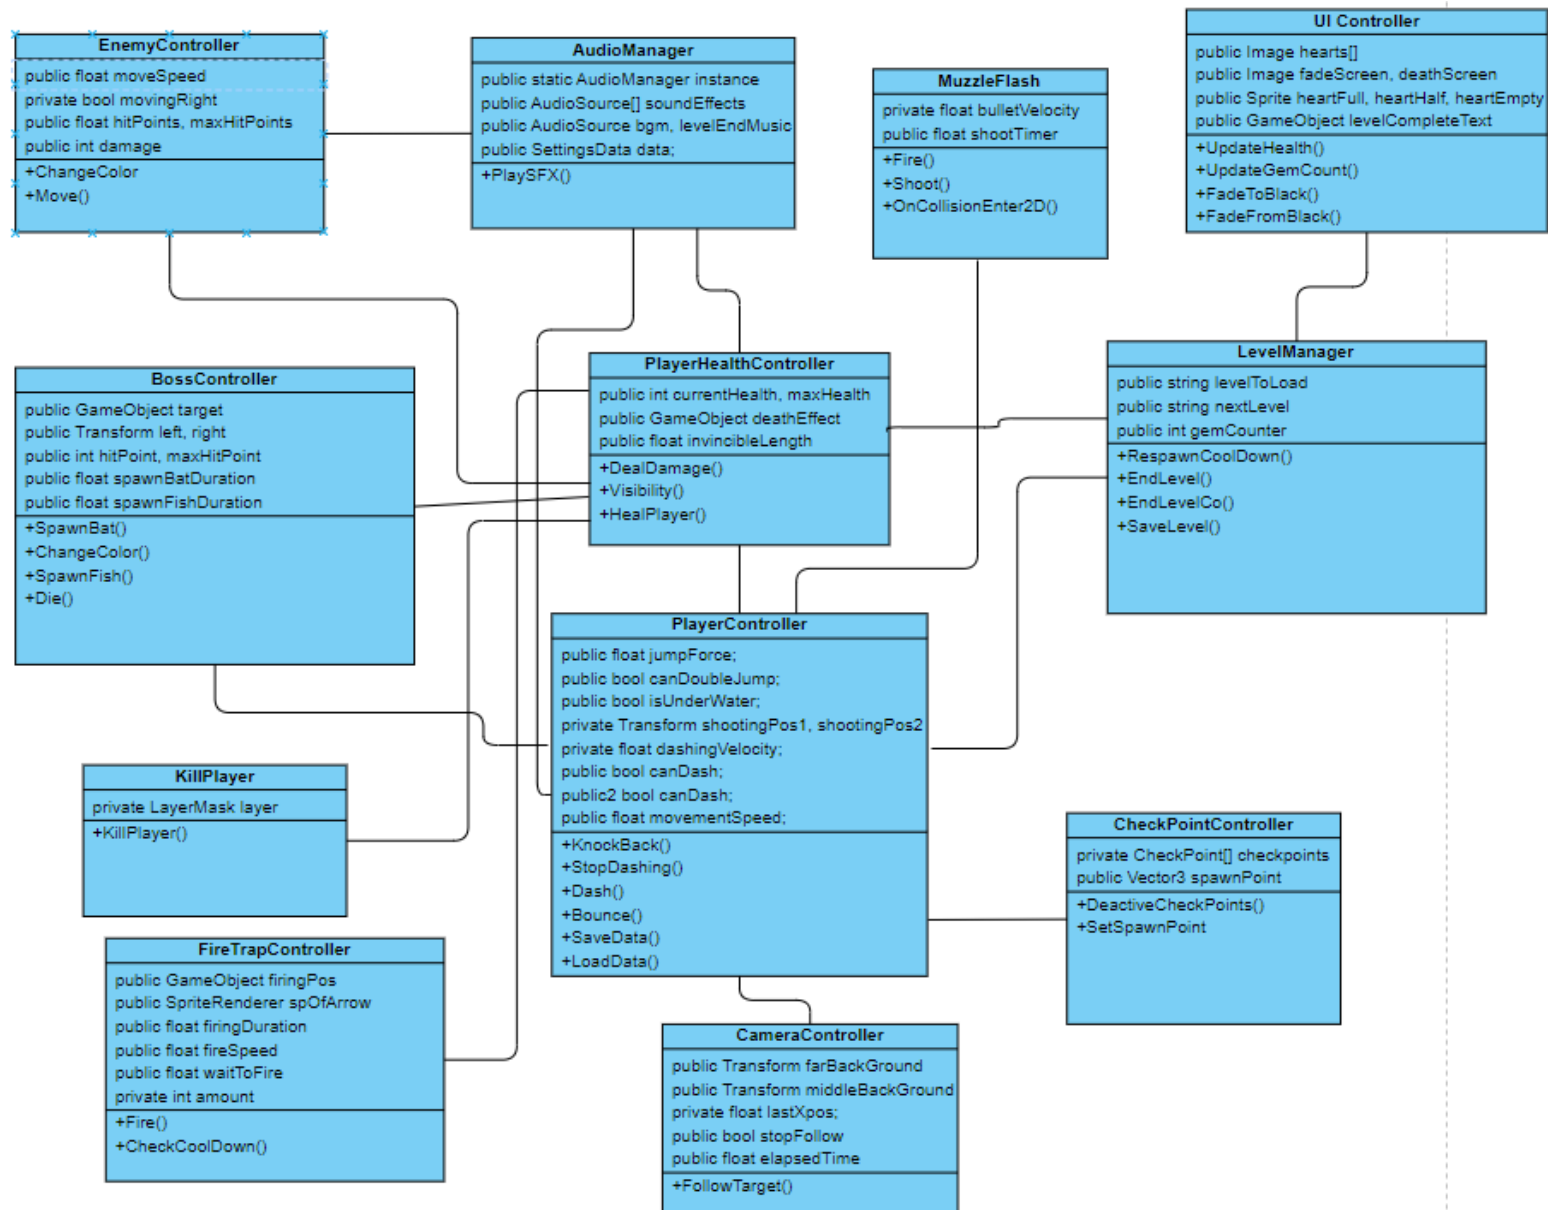 EnemyController
public float moveSpeed
private bool movingRight
public float hitPoints, maxHitPoints
public int damage
+ChangeColor
+Move()
AudioManager
public static AudioManager instance
public AudioSource[] soundEffects
public AudioSource bgm, levelEndMusic
public SettingsData data;
+PlaySFX()
MuzzleFlash
private float bulletVelocity
public float shootTimer
+Fire()
+Shoot()
+OnCollisionEnter2D()
UI Controller
public Image hearts[]
public Image fadeScreen, deathScreen
public Sprite heartFull, heartHalf, heartEmpty
public GameObject levelCompleteText
+UpdateHealth()
+UpdateGemCount()
+FadeToBlack()
+FadeFromBlack()
BossController
public GameObject target
public Transform left, right
public int hitPoint, maxHitPoint
public float spawnBatDuration
public float spawnFishDuration
+SpawnBat()
+ChangeColor()
+SpawnFish()
+Die()
PlayerHealthController
public int currentHealth, maxHealth
public GameObject deathEffect
public float invincibleLength
+DealDamage()
+Visibility()
+HealPlayer()
LevelManager
public string levelToLoad
public string nextLevel
public int gemCounter
+RespawnCoolDown()
+EndLevel()
+EndLevelCo()
+SaveLevel()
PlayerController
public float jumpForce;
public bool canDoubleJump;
public bool isUnderWater;
private Transform shootingPos1, shootingPos2
private float dashingVelocity;
public bool canDash;
public2 bool canDash;
public float movementSpeed;
+KnockBack()
+StopDashing()
+Dash()
+Bounce()
+SaveData()
+LoadData()
KillPlayer
private LayerMask layer
+KillPlayer()
CheckPointController
private CheckPoint[] checkpoints
public Vector3 spawnPoint
+DeactiveCheckPoints()
+SetSpawnPoint
FireTrapController
public GameObject firingPos
public SpriteRenderer spOfArrow
public float firingDuration
public float fireSpeed
public float waitToFire
private int amount
+Fire()
+CheckCoolDown()
CameraController
public Transform farBackGround
public Transform middleBackGround
private float lastXpos;
public bool stopFollow
public float elapsedTime
+FollowTarget()